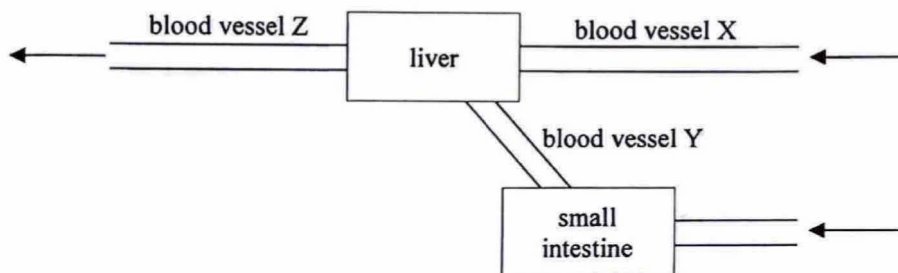 blood vessel Z
liver
blood vessel X
blood vessel Y
small
intestine